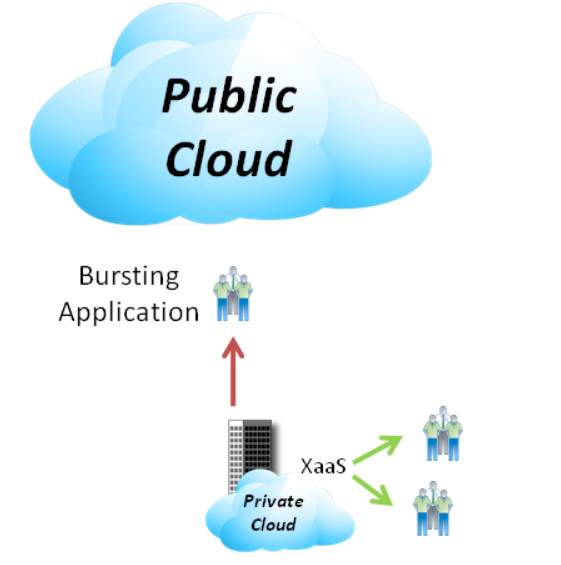 Public
Cloud
Bursting
Application
XaaS
Private
Cloud